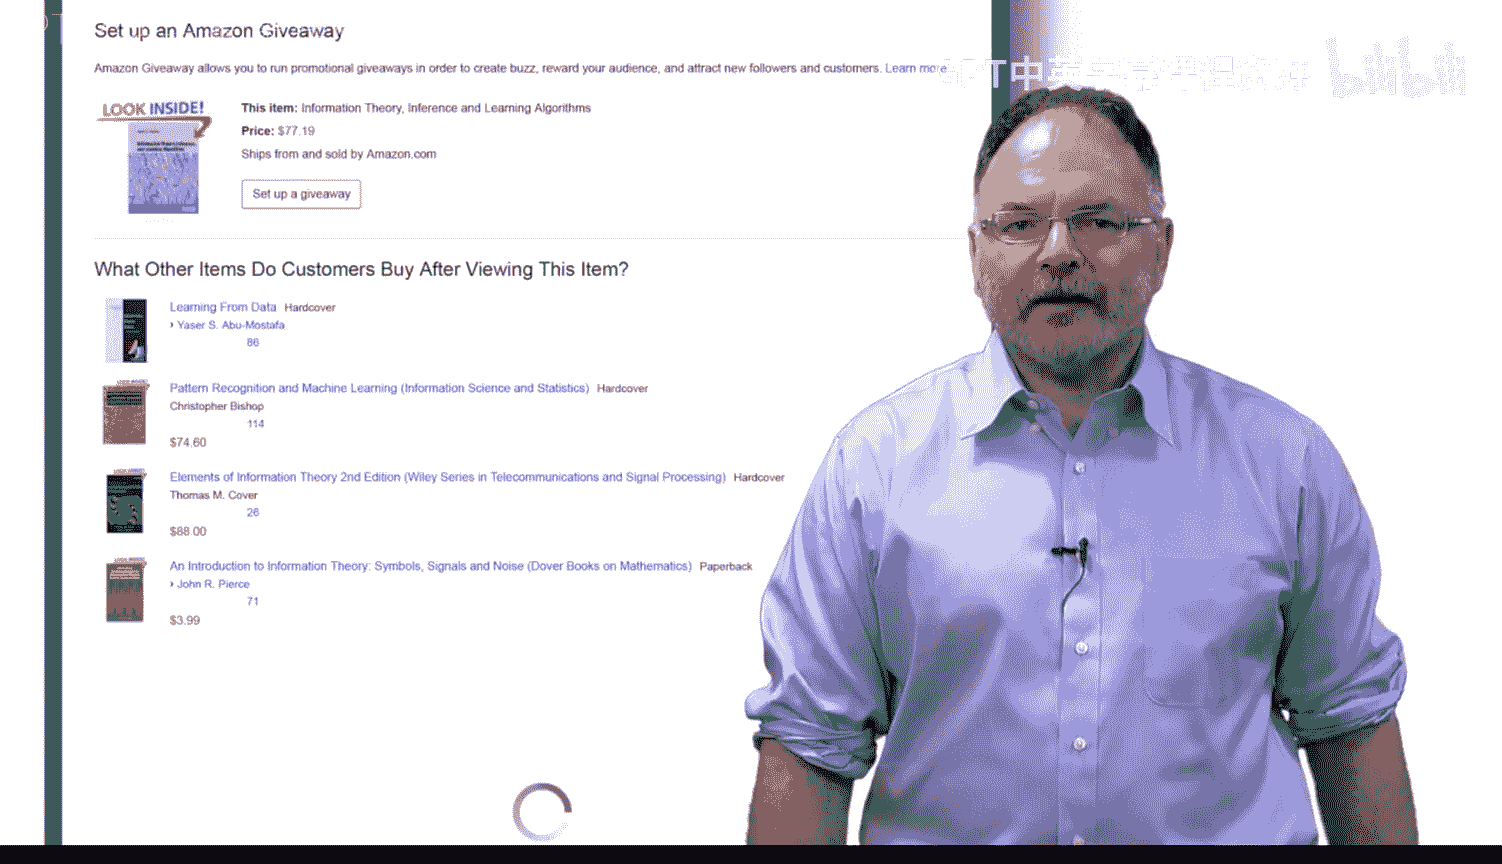 Set up an Amazon Giveaway
Amazon Giveaway allows you to run promotional giveaways in order to create buzz, reward your audience, and attract new followers and customers. Learn more
LOOK INSIDE!
This item: Information Theory, Inference and Learning Algorithms
Price: $77.19
Ships from and sold by Amazon.com
Set up a giveaway
What Other Items Do Customers Buy After Viewing This Item?
Learning From Data Hardcover
› Yaser S. Abu-Mostafa
86
Pattern Recognition and Machine Learning (Information Science and Statistics) Hardcover
Christopher Bishop
114
$74.60
Elements of Information Theory 2nd Edition (Wiley Series in Telecommunications and Signal Processing) Hardcover
Thomas M. Cover
26
$88.00
An Introduction to Information Theory: Symbols, Signals and Noise (Dover Books on Mathematics) Paperback
› John R. Pierce
71
$3.99
bilibili